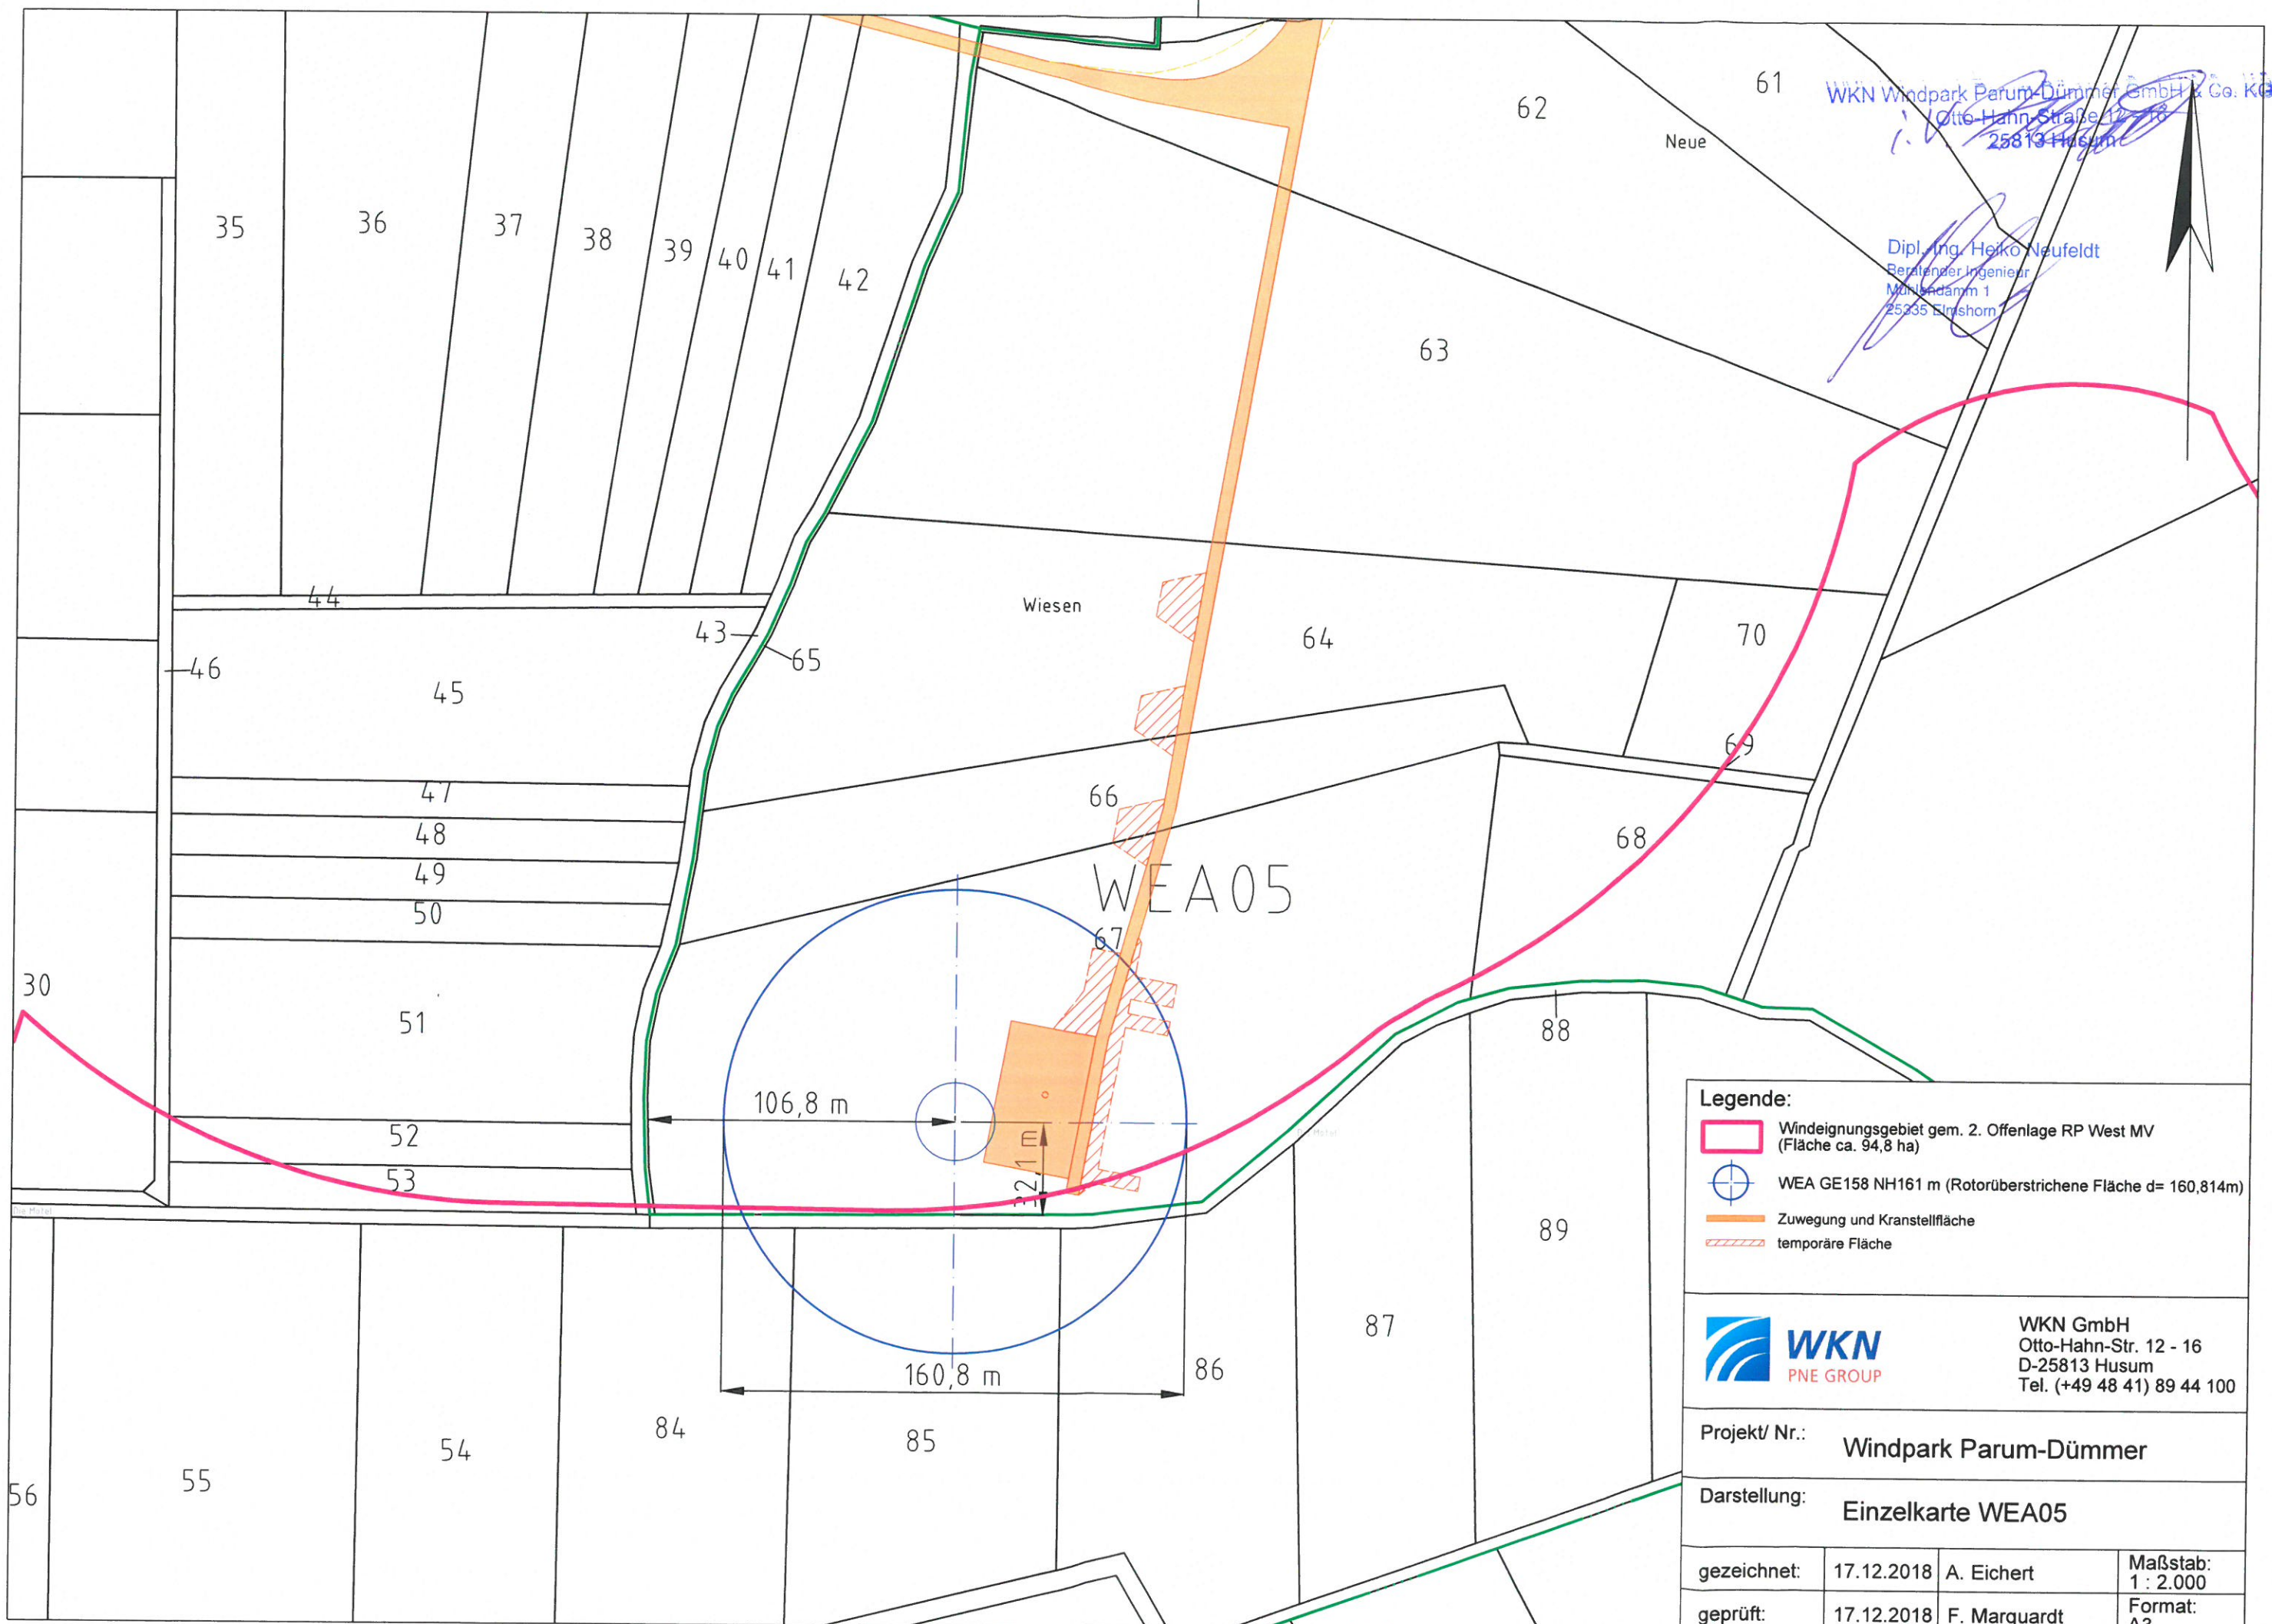 61
WKN Windpark Parum-Dümmer GmbH & Co. KG
Otto-Hahn-Straße 12 - 16
25813 Husum
62
Neue
35
36
37
38
39
40
41
42
Dipl.-Ing. Heiko Neufeldt
Beratender Ingenieur
Mühlendamm 1
25335 Elmshorn
63
44
Wiesen
43
65
64
70
46
45
69
47
66
48
68
WEA05
49
50
67
30
51
88
106,8 m
32,1 m
52
53
Die Motel
89
87
160,8 m
86
84
85
54
55
56
Legende:
Windeignungsgebiet gem. 2. Offenlage RP West MV
(Fläche ca. 94,8 ha)
WEA GE158 NH161 m (Rotorüberstrichene Fläche d= 160,814m)
Zuwegung und Kranstellfläche
temporäre Fläche
WKN
PNE GROUP
WKN GmbH
Otto-Hahn-Str. 12 - 16
D-25813 Husum
Tel. (+49 48 41) 89 44 100
Projekt/ Nr.: Windpark Parum-Dümmer
Darstellung: Einzelkarte WEA05
gezeichnet: 17.12.2018 A. Eichert Maßstab:
1 : 2.000
geprüft: 17.12.2018 F. Marquardt Format:
A3